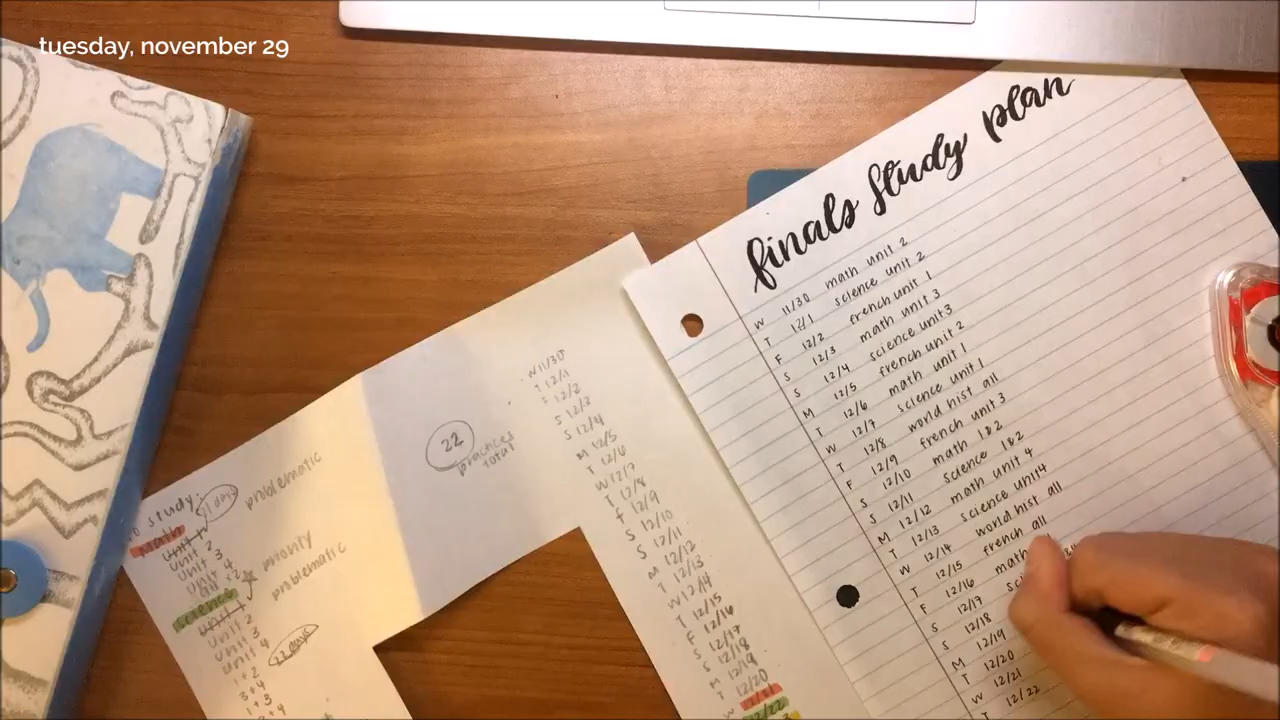 tuesday, november 29
finals study plan
W 11/30 math unit 2
T 12/1 science unit 2
F 12/2 french unit 1
S 12/3 math unit 3
S 12/4 science unit 3
M 12/5 french unit 2
T 12/6 math unit 1
W 12/7 science unit 1
T 12/8 world hist all
F 12/9 french unit 3
S 12/10 math 1&2
S 12/11 science 1&2
M 12/12 math unit 4
T 12/13 science unit 4
W 12/14 world hist all
T 12/15 french all
F 12/16 math
S 12/17
S 12/18
M 12/19
T 12/20
W 12/21
T 12/22
W 11/30
T 12/1
F 12/2
S 12/3
S 12/4
M 12/5
T 12/6
W 12/7
T 12/8
f 12/9
S 12/10
S 12/11
M 12/12
T 12/13
W 12/14
T 12/15
F 12/16
S 12/17
S 12/18
M 12/19
T 12/20
W 12/21
12/22
22
practices
total
study:
problematic
Math
unit 1
unit 2
unit 3
unit 4
priority
problematic
Science
unit 1
unit 2
unit 3
unit 4
1+2
3+4
1+3